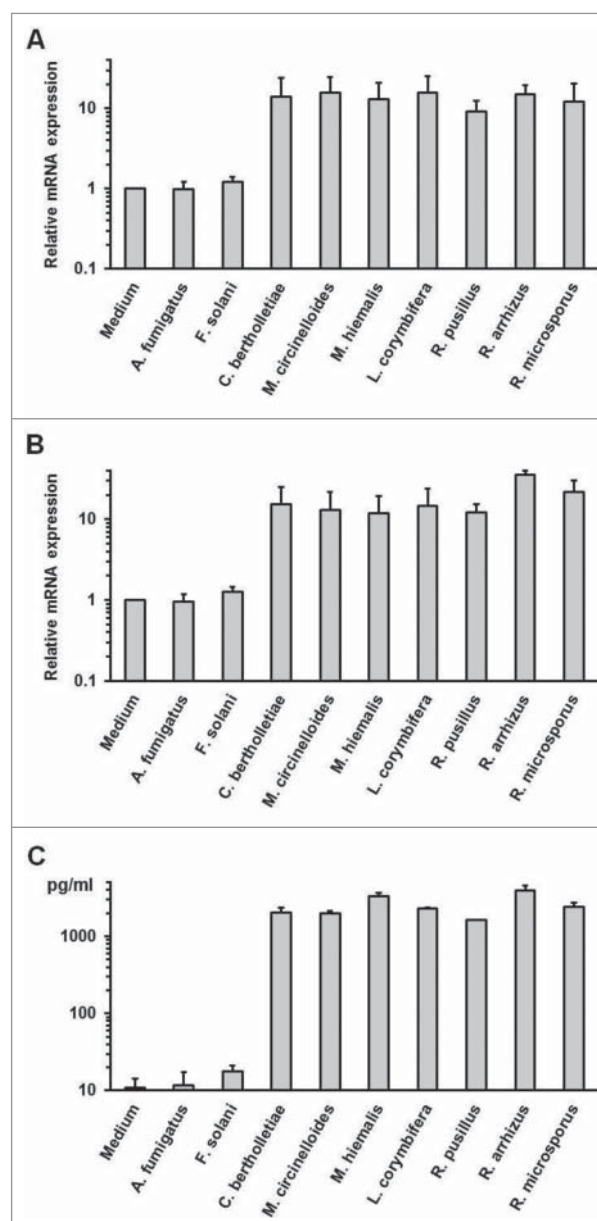 A
Relative mRNA expression
10
1
0.1
Medium
A. fumigatus
F. solani
C. bertholletiae
M. circinelloides
M. hiemalis
L. corymbifera
R. pusillus
R. arrhizus
R. microsporus
B
Relative mRNA expression
10
1
0.1
Medium
A. fumigatus
F. solani
C. bertholletiae
M. circinelloides
M. hiemalis
L. corymbifera
R. pusillus
R. arrhizus
R. microsporus
C
pg/ml
1000
100
10
Medium
A. fumigatus
F. solani
C. bertholletiae
M. circinelloides
M. hiemalis
L. corymbifera
R. pusillus
R. arrhizus
R. microsporus